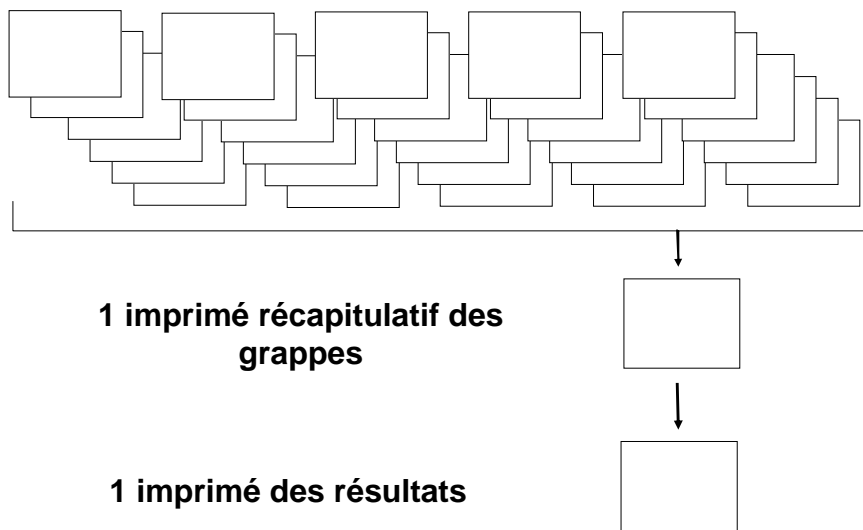 1 imprimé récapitulatif des
grappes
1 imprimé des résultats